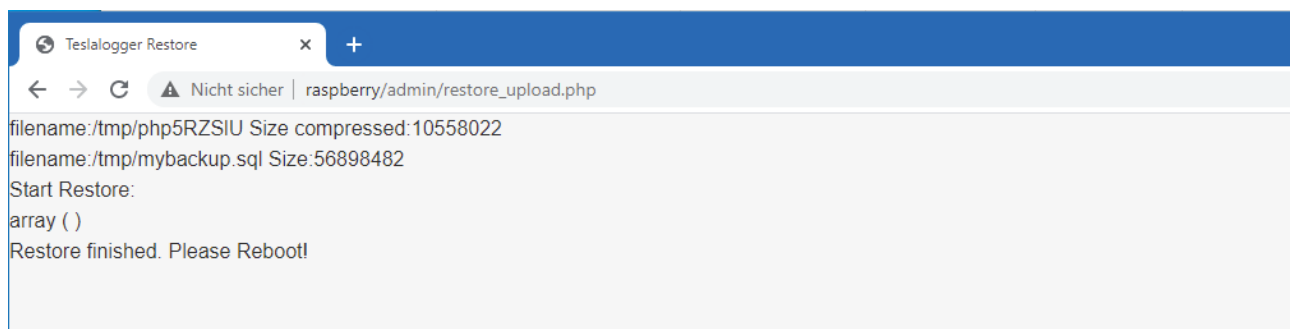 Teslalogger Restore
Nicht sicher | raspberry/admin/restore_upload.php
filename:/tmp/php5RZSIU Size compressed:10558022
filename:/tmp/mybackup.sql Size:56898482
Start Restore:
array ( )
Restore finished. Please Reboot!